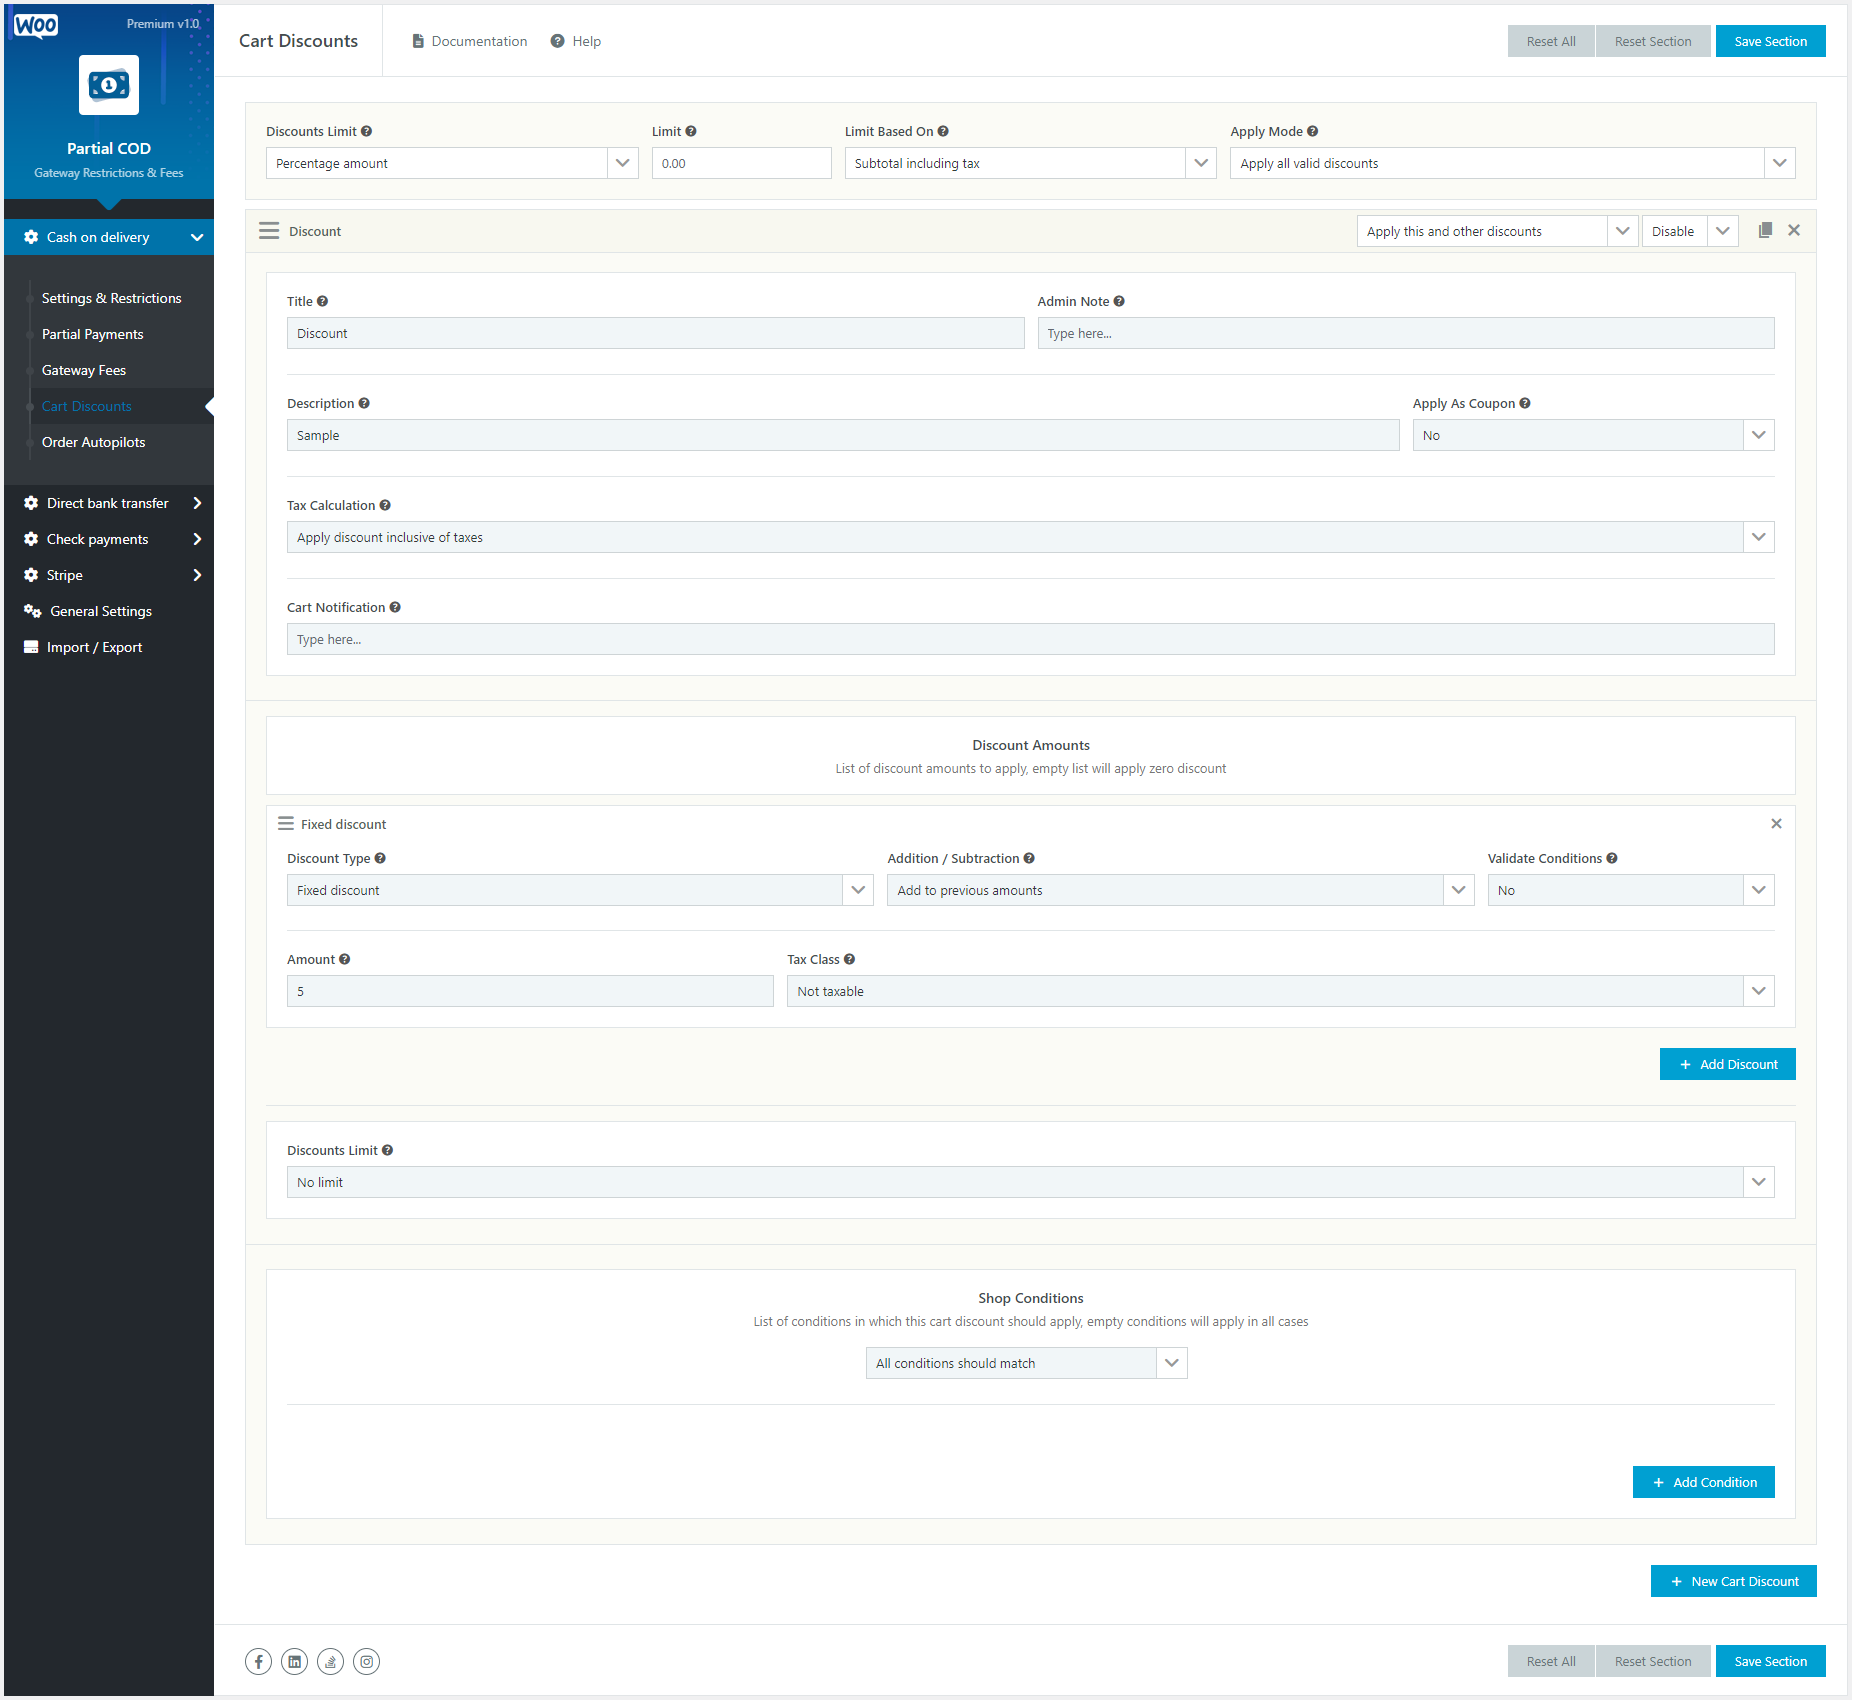 Woo
Premium v1.0
Partial COD
Gateway Restrictions & Fees
Cash on delivery
Settings & Restrictions
Partial Payments
Gateway Fees
Cart Discounts
Order Autopilots
Direct bank transfer
Check payments
Stripe
General Settings
Import / Export
Cart Discounts
Documentation
Help
Reset All
Reset Section
Save Section
Discounts Limit
Limit
Limit Based On
Apply Mode
Percentage amount
0.00
Subtotal including tax
Apply all valid discounts
Discount
Apply this and other discounts
Disable
Title
Admin Note
Discount
Type here...
Description
Apply As Coupon
Sample
No
Tax Calculation
Apply discount inclusive of taxes
Cart Notification
Type here...
Discount Amounts
List of discount amounts to apply, empty list will apply zero discount
Fixed discount
Discount Type
Addition / Subtraction
Validate Conditions
Fixed discount
Add to previous amounts
No
Amount
Tax Class
5
Not taxable
+ Add Discount
Discounts Limit
No limit
Shop Conditions
List of conditions in which this cart discount should apply, empty conditions will apply in all cases
All conditions should match
+ Add Condition
+ New Cart Discount
Reset All
Reset Section
Save Section